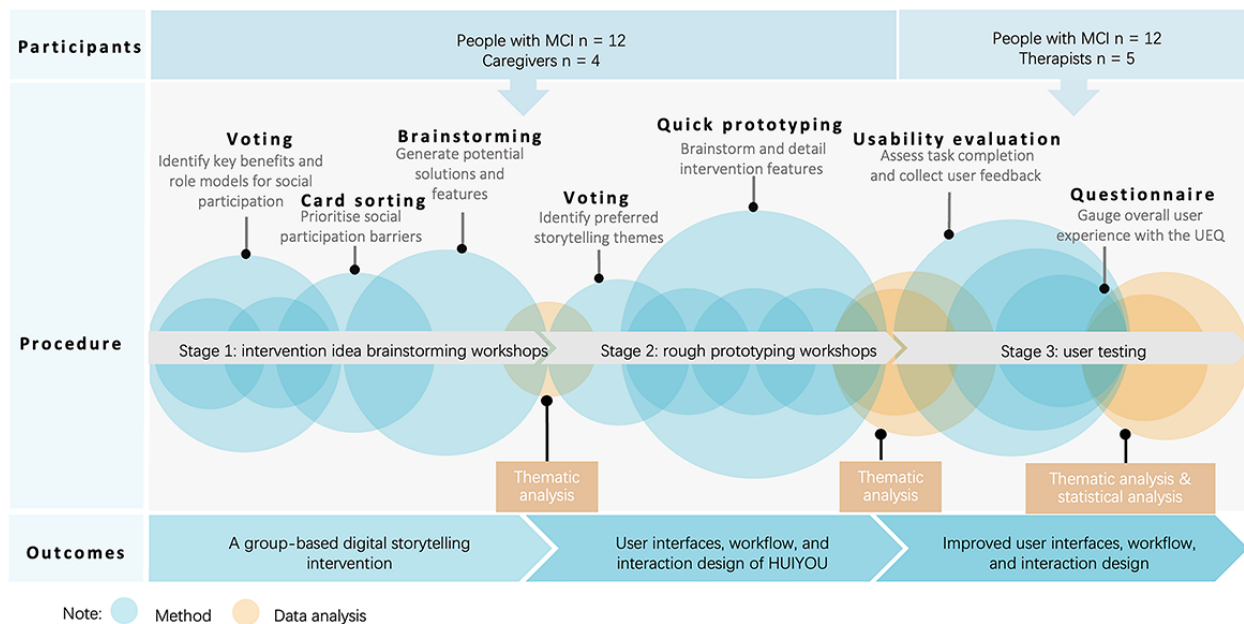 Participants
People with MCI n = 12
Caregivers n = 4
People with MCI n = 12
Therapists n = 5
Procedure
Voting
Identify key benefits and
role models for social
participation
Card sorting
Prioritise social
participation barriers
Brainstorming
Generate potential
solutions and
features
Voting
Identify preferred
storytelling themes
Quick prototyping
Brainstorm and detail
intervention features
Usability evaluation
Assess task completion
and collect user feedback
Questionnaire
Gauge overall user
experience with the UEQ
Stage 1: intervention idea brainstorming workshops
Stage 2: rough prototyping workshops
Stage 3: user testing
Thematic
analysis
Thematic
analysis
Thematic analysis &
statistical analysis
Outcomes
A group-based digital storytelling
intervention
User interfaces, workflow, and
interaction design of HUIYOU
Improved user interfaces, workflow,
and interaction design
Note:
Method
Data analysis